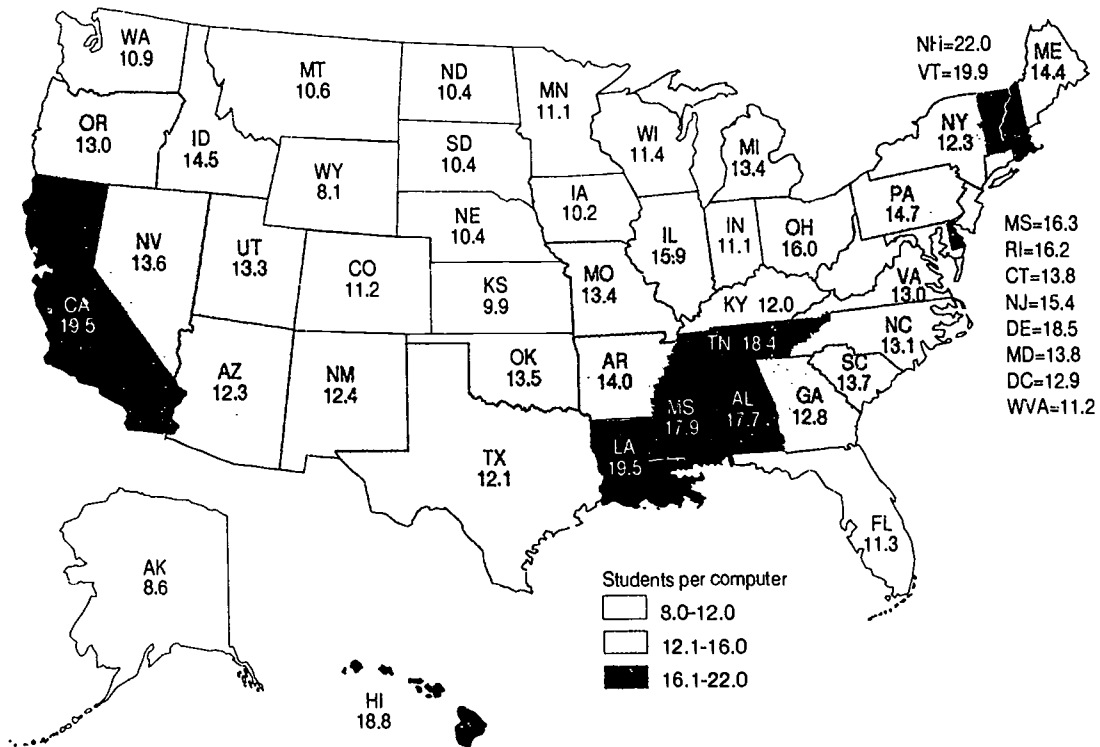 WA
10.9
MT
10.6
ND
10.4
MN
11.1
NH=22.0
VT=19.9
ME
14.4
OR
13.0
ID
14.5
SD
10.4
WI
11.4
MI
13.4
NY
12.3
WY
8.1
IA
10.2
PA
14.7
NE
10.4
NV
13.6
UT
13.3
CO
11.2
IL
15.9
IN
11.1
OH
16.0
MS=16.3
RI=16.2
CT=13.8
NJ=15.4
DE=18.5
MD=13.8
DC=12.9
WVA=11.2
CA
19.5
KS
9.9
MO
13.4
KY 12.0
VA
13.0
TN 18.4
NC
13.1
AZ
12.3
NM
12.4
OK
13.5
AR
14.0
MS
17.9
AL
17.7
GA
12.8
SC
13.7
LA
19.5
TX
12.1
FL
11.3
AK
8.6
HI
18.8
Students per computer
8.0-12.0
12.1-16.0
16.1-22.0